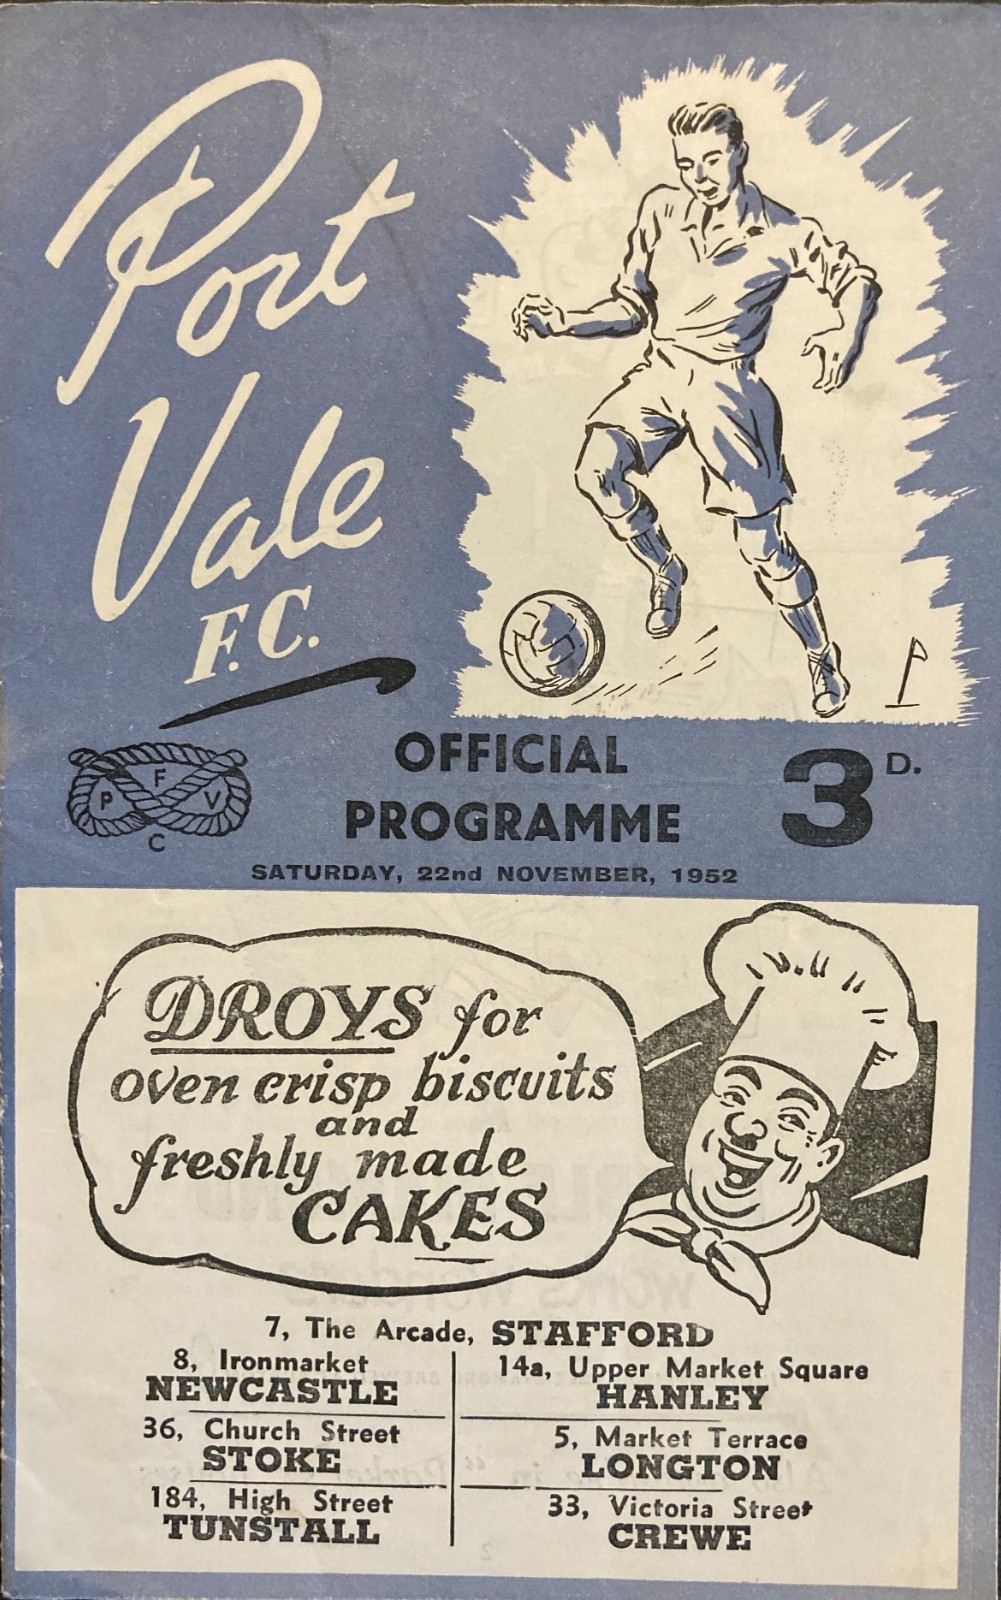 Port
Vale
F.C.
F
P V
C
OFFICIAL
PROGRAMME
3D.
SATURDAY, 22nd NOVEMBER, 1952
DROYS for
oven crisp biscuits
and
freshly made
CAKES
7, The Arcade, STAFFORD
8, Ironmarket
NEWCASTLE
36, Church Street
STOKE
184, High Street
TUNSTALL
14a, Upper Market Square
HANLEY
5, Market Terrace
LONGTON
33, Victoria Street
CREWE